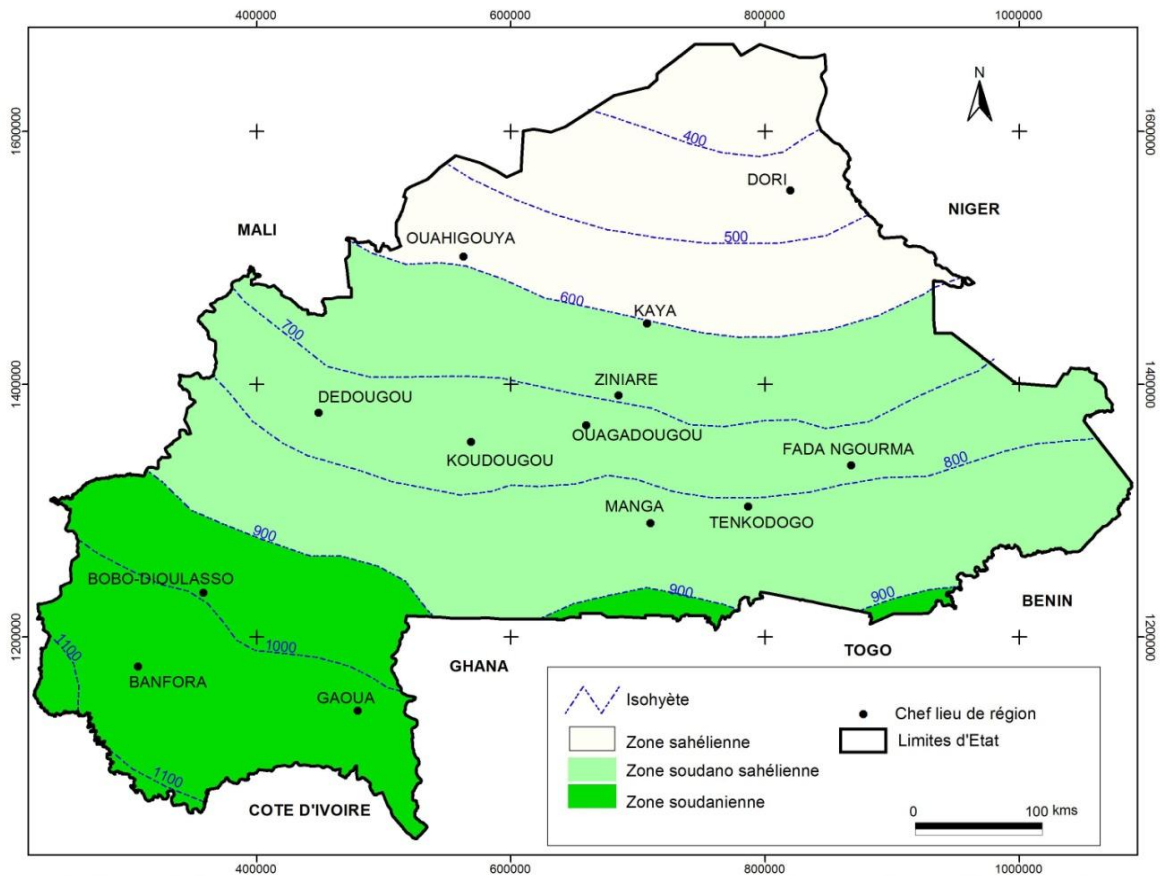 400000
600000
800000
1000000
N
1600000
1600000
400
DORI
NIGER
MALI
500
OUAHIGOUYA
600
KAYA
700
ZINIARE
1400000
1400000
DEDOUGOU
OUAGADOUGOU
FADA NGOURMA
KOUDOUGOU
800
MANGA
TENKODOGO
900
BOBO-DIOULASSO
900
900
BENIN
1200000
1200000
1100
1000
TOGO
GHANA
BANFORA
GAOUA
1100
COTE D'IVOIRE
Isohyète
Chef lieu de région
Zone sahélienne
Limites d'Etat
Zone soudano sahélienne
Zone soudanienne
0
100 kms
400000
600000
800000
1000000